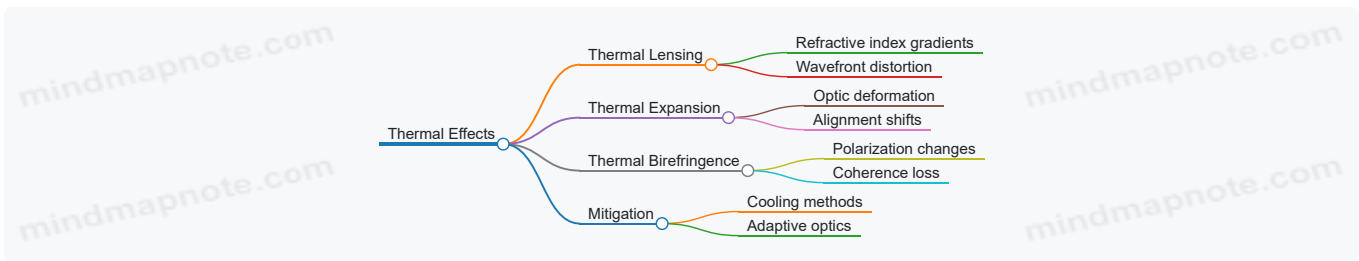 mindmapnote.com
mindmapnote.com
Thermal Effects
Thermal Lensing
Refractive index gradients
Wavefront distortion
Thermal Expansion
Optic deformation
Alignment shifts
Thermal Birefringence
Polarization changes
Coherence loss
Mitigation
Cooling methods
Adaptive optics
mindmapnote.com
mindmapnote.com